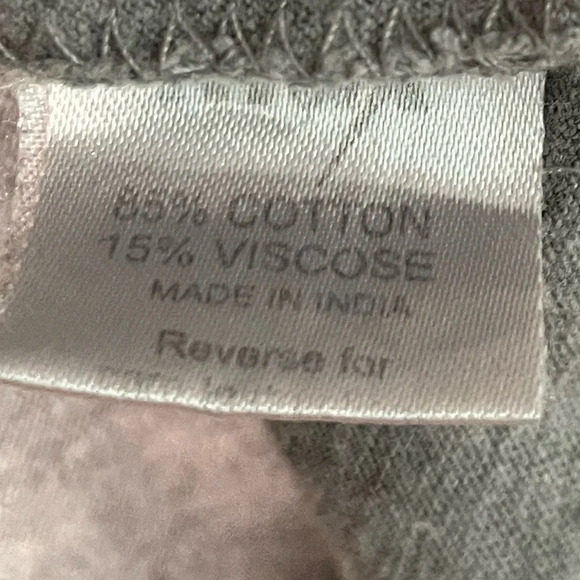 85% COTTON
15% VISCOSE
MADE IN INDIA
Reverse for